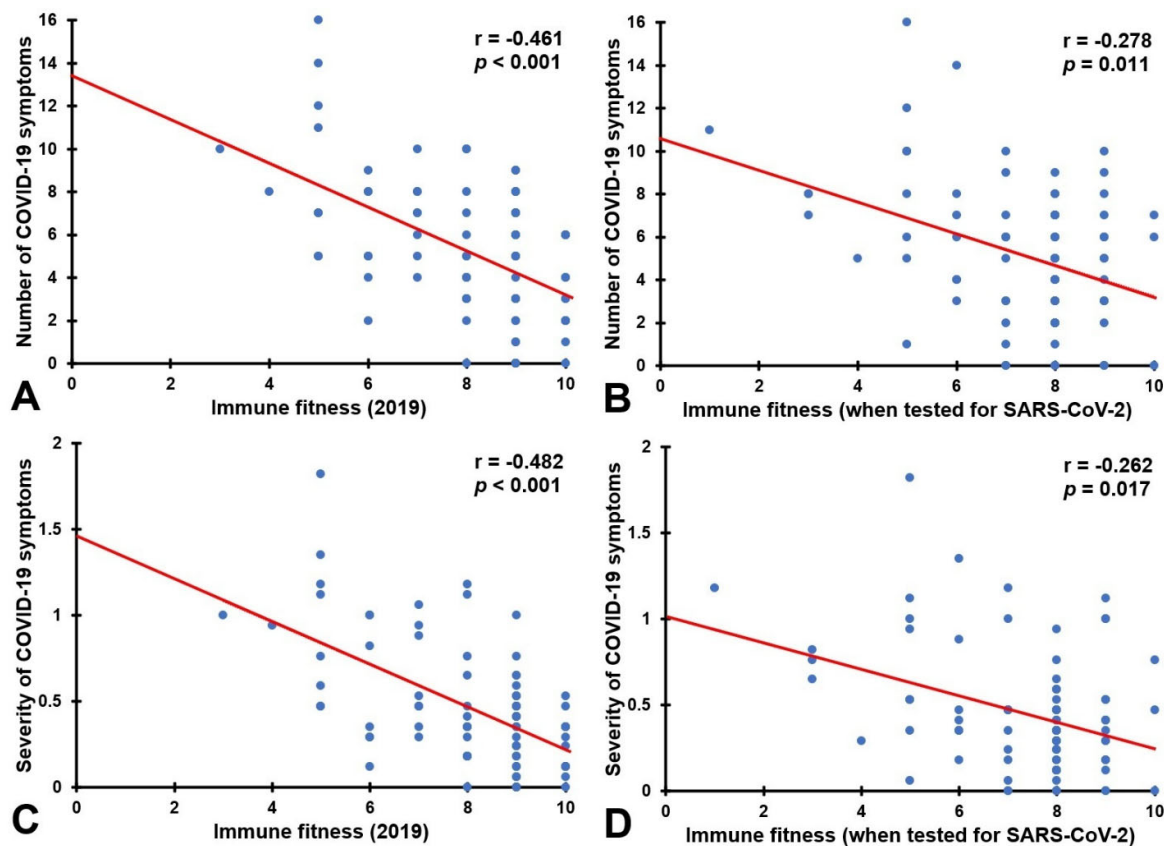 16
14
12
10
8
6
4
2
0
Number of COVID-19 symptoms
r = -0.461
p < 0.001
0 2 4 6 8 10
Immune fitness (2019)
A
16
14
12
10
8
6
4
2
0
Number of COVID-19 symptoms
r = -0.278
p = 0.011
0 2 4 6 8 10
Immune fitness (when tested for SARS-CoV-2)
B
2
1.5
1
0.5
0
Severity of COVID-19 symptoms
r = -0.482
p < 0.001
0 2 4 6 8 10
Immune fitness (2019)
C
2
1.5
1
0.5
0
Severity of COVID-19 symptoms
r = -0.262
p = 0.017
0 2 4 6 8 10
Immune fitness (when tested for SARS-CoV-2)
D